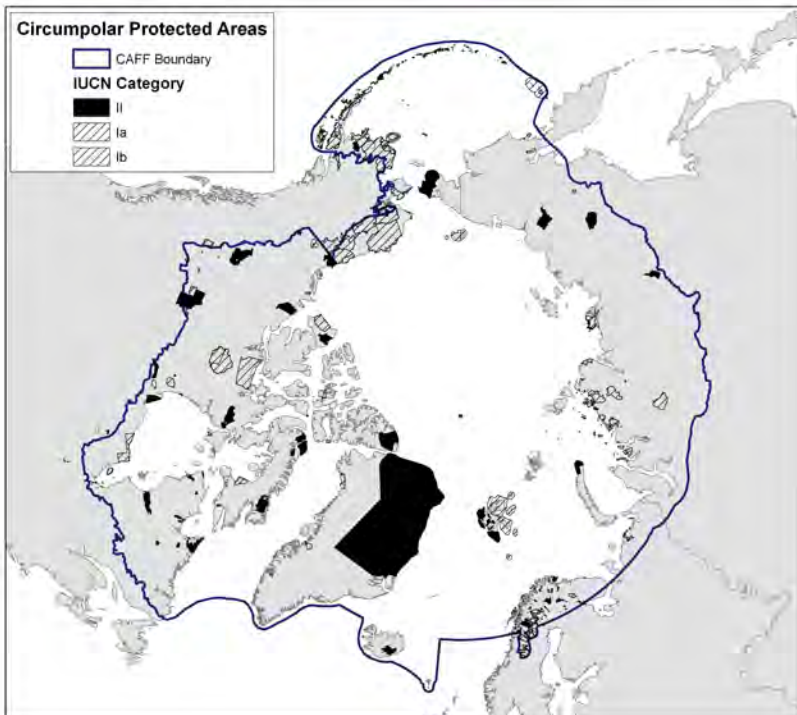 Circumpolar Protected Areas
CAFF Boundary
IUCN Category
II
Ia
Ib